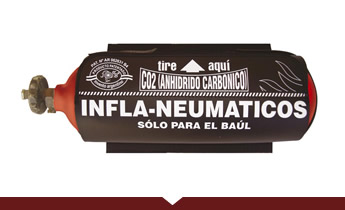 tire aquí
CO2 (ANHIDRIDO CARBONICO)
INFLA-NEUMATICOS
SÓLO PARA EL BAÚL